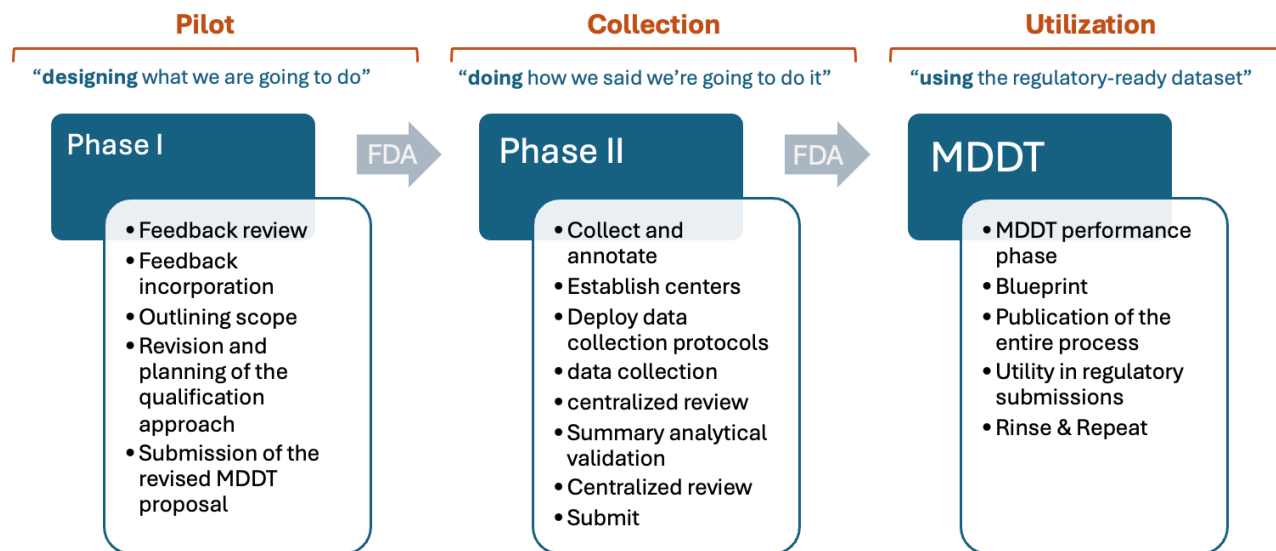 Pilot
“designing what we are going to do”
Phase I
• Feedback review
• Feedback
incorporation
• Outlining scope
• Revision and
planning of the
qualification
approach
• Submission of the
revised MDDT
proposal
FDA
Collection
“doing how we said we’re going to do it”
Phase II
• Collect and
annotate
• Establish centers
• Deploy data
collection protocols
• data collection
• centralized review
• Summary analytical
validation
• Centralized review
• Submit
FDA
Utilization
“using the regulatory-ready dataset”
MDDT
• MDDT performance
phase
• Blueprint
• Publication of the
entire process
• Utility in regulatory
submissions
• Rinse & Repeat